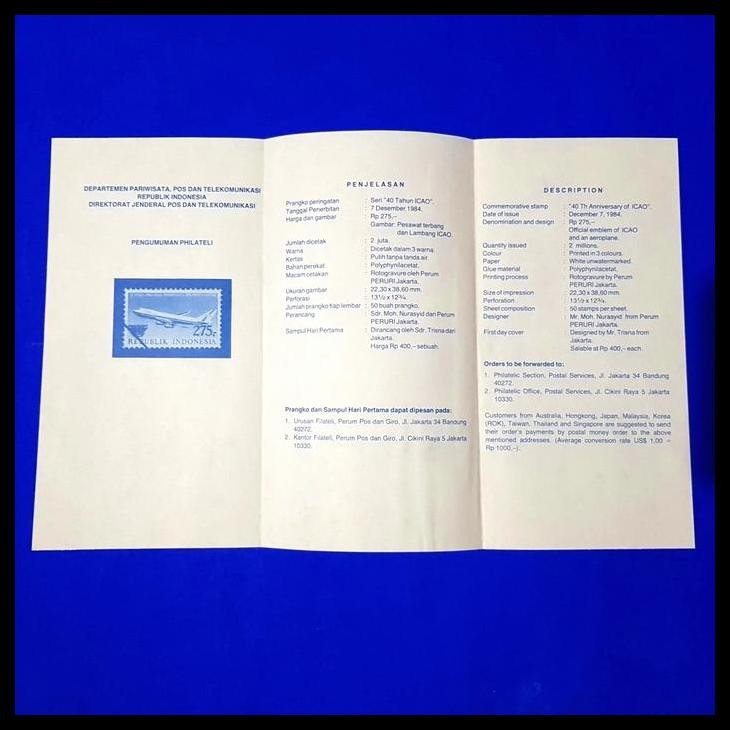 DEPARTEMEN PARIWISATA, POS DAN TELEKOMUNIKASI
REPUBLIK INDONESIA
DIREKTORAT JENDERAL POS DAN TELEKOMUNIKASI
PENGUMUMAN PHILATELI
275r
REPUBLIK INDONESIA
PENJELASAN
Prangko peringatan : Seri "40 Tahun ICAO".
Tanggal Penerbitan : 7 Desember 1984.
Harga dan gambar : Rp 275,–
Gambar: Pesawat terbang
dan Lambang ICAO.
Jumlah dicetak : 2 juta.
Warna : Dicetak dalam 3 warna.
Kertas : Putih tanpa tanda air.
Bahan perekat : Polyphynilacetat.
Macam cetakan : Rotogravure oleh Perum
PERURI Jakarta.
Ukuran gambar : 22,30 x 38,60 mm.
Perforasi : 13½ x 12¾.
Jumlah prangko tiap lembar : 50 buah prangko.
Perancang : Sdr. Moh. Nurasyid dari Perum
PERURI Jakarta.
Sampul Hari Pertama : Dirancang oleh Sdr. Trisna dari
Jakarta.
Harga Rp 400,– sebuah.
Prangko dan Sampul Hari Pertama dapat dipesan pada:
1. Urusan Filateli, Perum Pos dan Giro, Jl. Jakarta 34 Bandung
40272.
2. Kantor Filateli, Perum Pos dan Giro, Jl. Cikini Raya 5 Jakarta
10330.
DESCRIPTION
Commemorative stamp : "40 Th Anniversary of ICAO".
Date of issue : December 7, 1984.
Denomination and design : Rp 275,–
Official emblem of ICAO
and an aeroplane.
Quantity issued : 2 millions.
Colour : Printed in 3 colours.
Paper : White unwatermarked.
Glue material : Polyphynilacetat.
Printing process : Rotogravure by Perum
PERURI Jakarta.
Size of impression : 22,30 x 38,60 mm.
Perforation : 13½ x 12¾.
Sheet composition : 50 stamps per sheet.
Designer : Mr. Moh. Nurasyid from Perum
PERURI Jakarta.
First day cover : Designed by Mr. Trisna from
Jakarta.
Salable at Rp 400,– each.
Orders to be forwarded to:
1. Philatelic Section, Postal Services, Jl. Jakarta 34 Bandung
40272.
2. Philatelic Office, Postal Services, Jl. Cikini Raya 5 Jakarta
10330.
Customers from Australia, Hongkong, Japan, Malaysia, Korea
(ROK), Taiwan, Thailand and Singapore are suggested to send
their order's payments by postal money order to the above
mentioned addresses. (Average conversion rate US$ 1,00 =
Rp 1000,–).